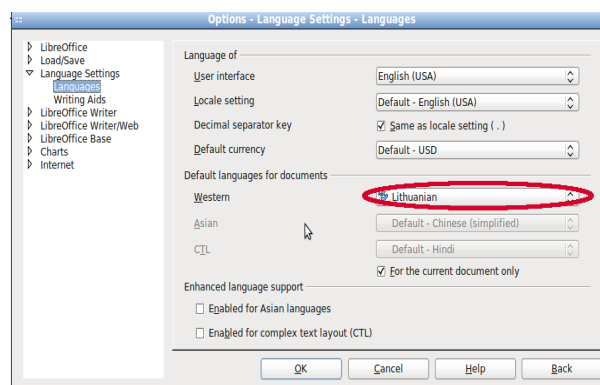 Options - Language Settings - Languages
LibreOffice
Load/Save
Language Settings
Languages
Writing Aids
LibreOffice Writer
LibreOffice Writer/Web
LibreOffice Base
Charts
Internet
Language of
User interface English (USA)
Locale setting Default - English (USA)
Decimal separator key Same as locale setting ( . )
Default currency Default - USD
Default languages for documents
Western Lithuanian
Asian Default - Chinese (simplified)
CTL Default - Hindi
For the current document only
Enhanced language support
Enabled for Asian languages
Enabled for complex text layout (CTL)
OK Cancel Help Back